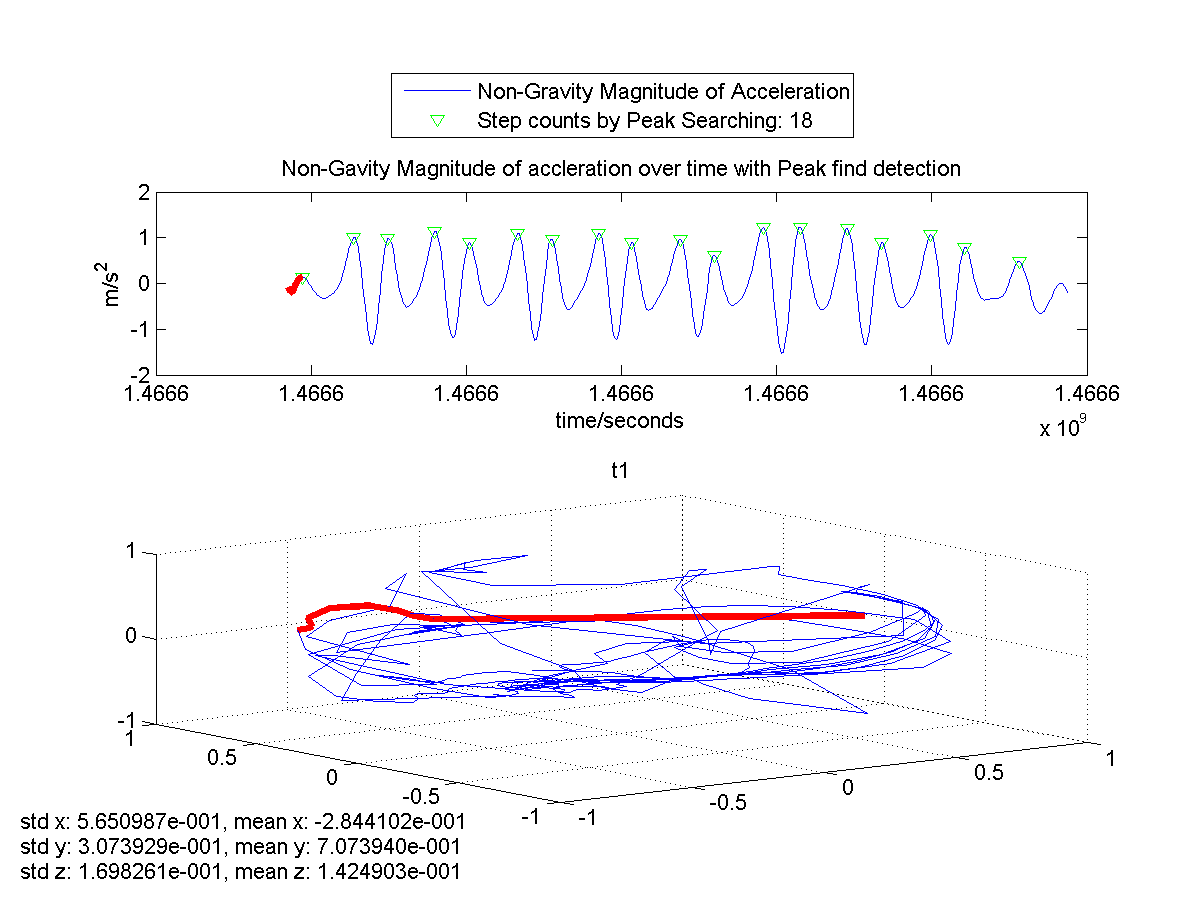 Non-Gravity Magnitude of Acceleration
Step counts by Peak Searching: 18
Non-Gavity Magnitude of accleration over time with Peak find detection
2
1
0
-1
-2
m/s²
1.4666 1.4666 1.4666 1.4666 1.4666 1.4666 1.4666
time/seconds
x 10⁹
t1
1
0
-1
1
0.5
0
-0.5
-1
-1
-0.5
0
0.5
1
std x: 5.650987e-001, mean x: -2.844102e-001
std y: 3.073929e-001, mean y: 7.073940e-001
std z: 1.698261e-001, mean z: 1.424903e-001